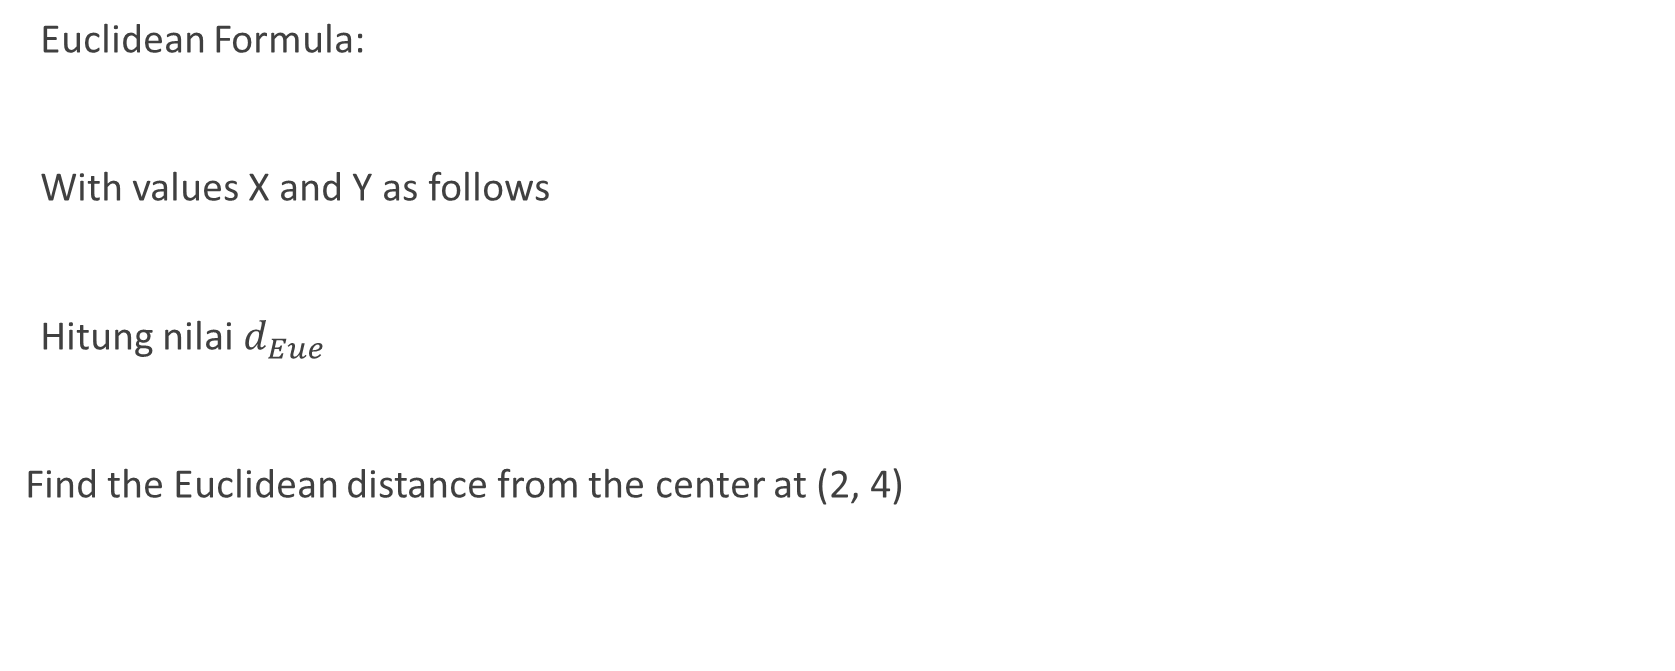 Euclidean Formula:
With values X and Y as follows
Hitung nilai d_Eue
Find the Euclidean distance from the center at (2, 4)